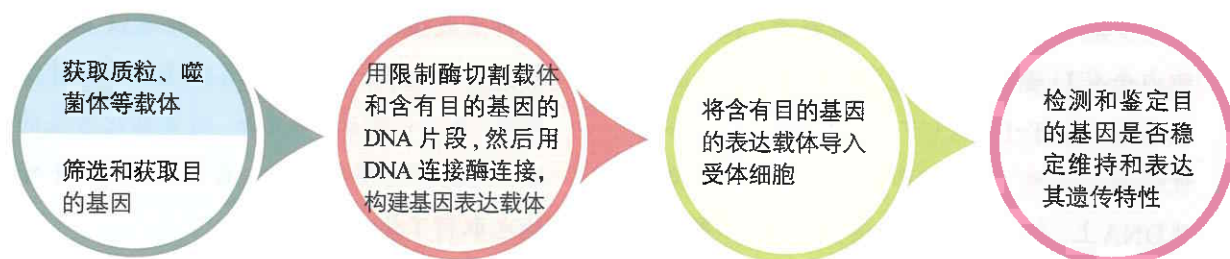 获取质粒、噬
菌体等载体
筛选和获取目
的基因
用限制酶切割载体
和含有目的基因的
DNA 片段,然后用
DNA 连接酶连接,
构建基因表达载体
将含有目的基因
的表达载体导入
受体细胞
检测和鉴定目
的基因是否稳
定维持和表达
其遗传特性